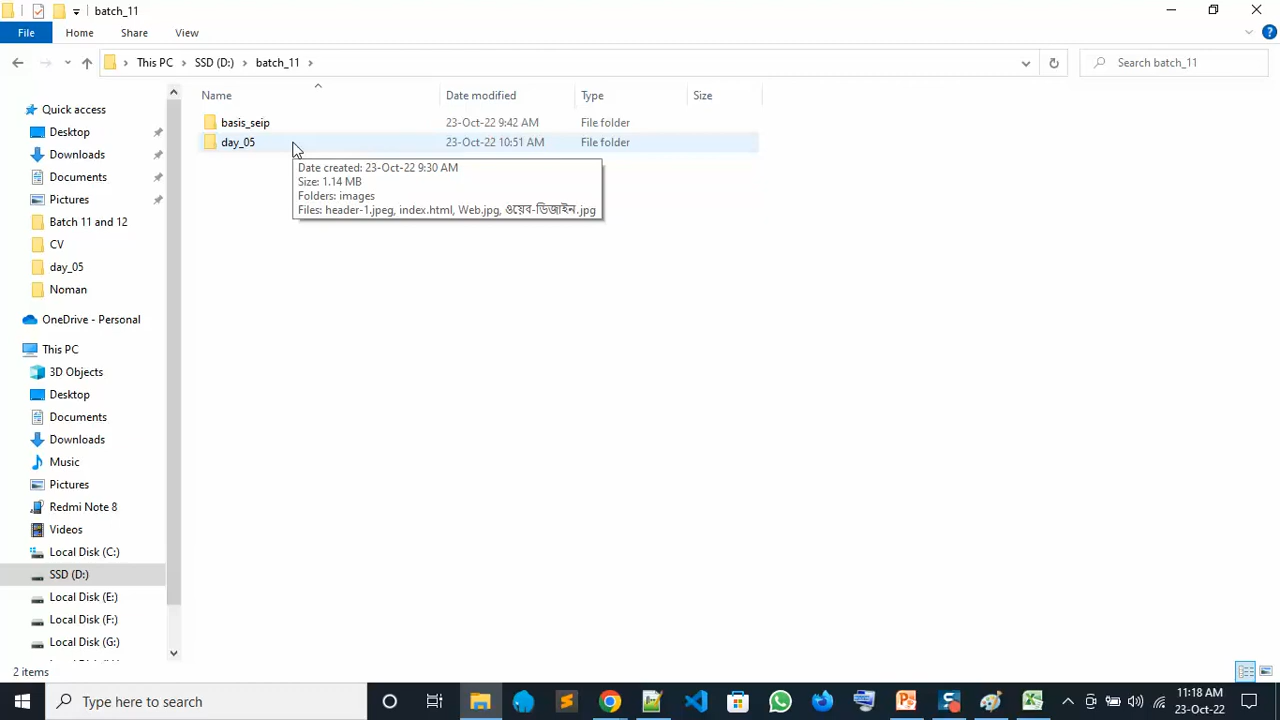 batch_11
File
Home
Share
View
This PC
SSD (D:)
batch_11
Search batch_11
Name
Date modified
Type
Size
Quick access
Desktop
Downloads
Documents
Pictures
Batch 11 and 12
CV
day_05
Noman
OneDrive - Personal
This PC
3D Objects
Desktop
Documents
Downloads
Music
Pictures
Redmi Note 8
Videos
Local Disk (C:)
SSD (D:)
Local Disk (E:)
Local Disk (F:)
Local Disk (G:)
basis_seip 23-Oct-22 9:42 AM File folder
day_05 23-Oct-22 10:51 AM File folder
Date created: 23-Oct-22 9:30 AM
Size: 1.14 MB
Folders: images
Files: header-1.jpeg, index.html, Web.jpg, ওয়েব-ডিজাইন.jpg
2 items
Type here to search
11:18 AM
23-Oct-22